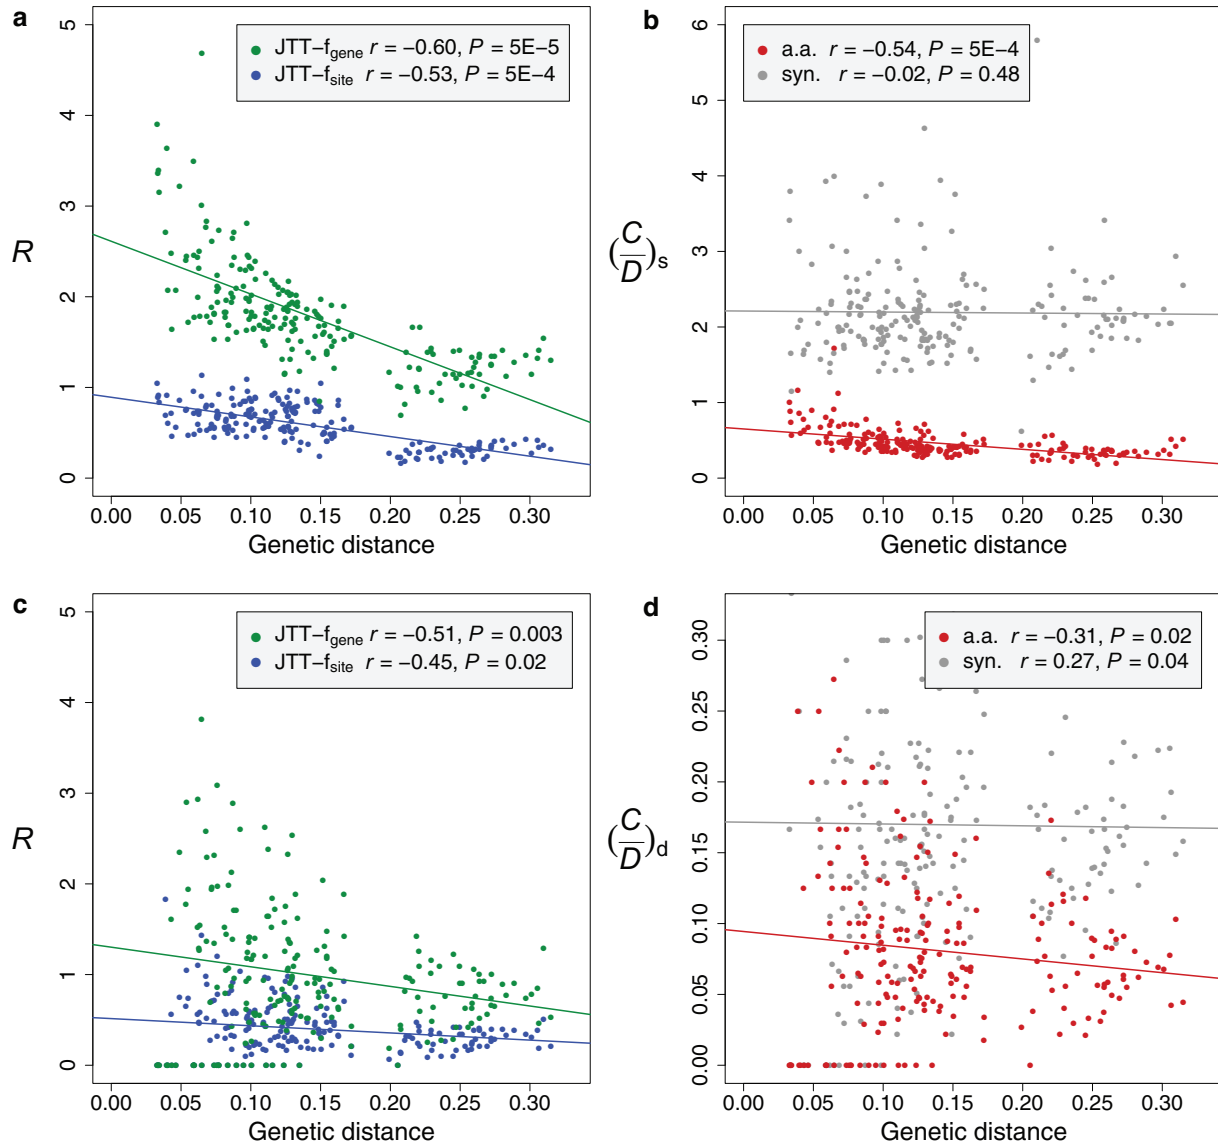 a
5
4
3
2
1
0
R
JTT−fgene r = −0.60, P = 5E−5
JTT−fsite r = −0.53, P = 5E−4
0.00 0.05 0.10 0.15 0.20 0.25 0.30
Genetic distance
b
6
5
4
3
2
1
0
(C/D)s
a.a. r = −0.54, P = 5E−4
syn. r = −0.02, P = 0.48
0.00 0.05 0.10 0.15 0.20 0.25 0.30
Genetic distance
c
5
4
3
2
1
0
R
JTT−fgene r = −0.51, P = 0.003
JTT−fsite r = −0.45, P = 0.02
0.00 0.05 0.10 0.15 0.20 0.25 0.30
Genetic distance
d
0.30
0.25
0.20
0.15
0.10
0.05
0.00
(C/D)d
a.a. r = −0.31, P = 0.02
syn. r = 0.27, P = 0.04
0.00 0.05 0.10 0.15 0.20 0.25 0.30
Genetic distance